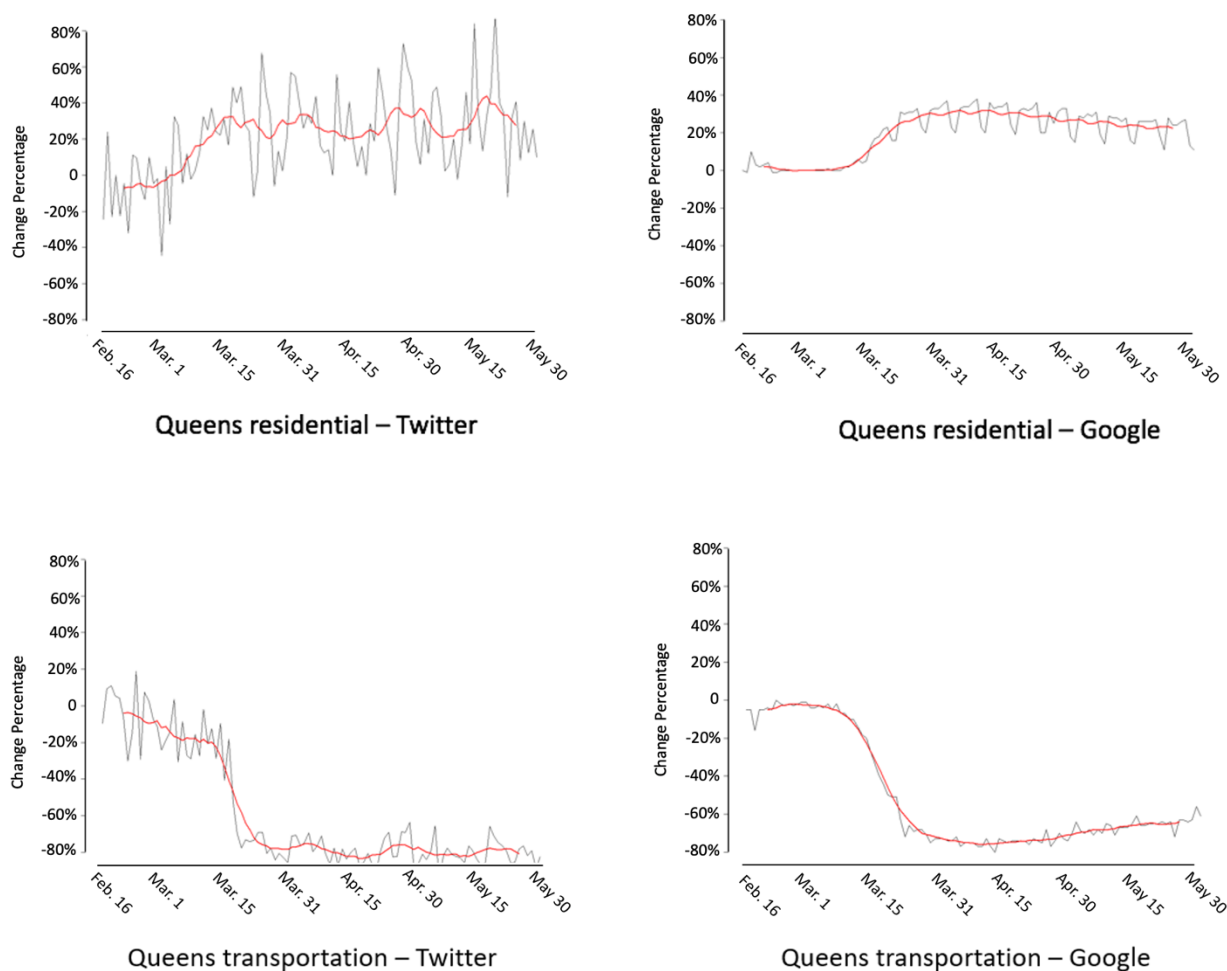 80%
60%
40%
20%
0
-20%
-40%
-60%
-80%
Change Percentage
Feb. 16
Mar. 1
Mar. 15
Mar. 31
Apr. 15
Apr. 30
May 15
May 30
Queens residential – Twitter
80%
60%
40%
20%
0
-20%
-40%
-60%
-80%
Change Percentage
Feb. 16
Mar. 1
Mar. 15
Mar. 31
Apr. 15
Apr. 30
May 15
May 30
Queens residential – Google
80%
60%
40%
20%
0
-20%
-40%
-60%
-80%
Change Percentage
Feb. 16
Mar. 1
Mar. 15
Mar. 31
Apr. 15
Apr. 30
May 15
May 30
Queens transportation – Twitter
80%
60%
40%
20%
0
-20%
-40%
-60%
-80%
Change Percentage
Feb. 16
Mar. 1
Mar. 15
Mar. 31
Apr. 15
Apr. 30
May 15
May 30
Queens transportation – Google